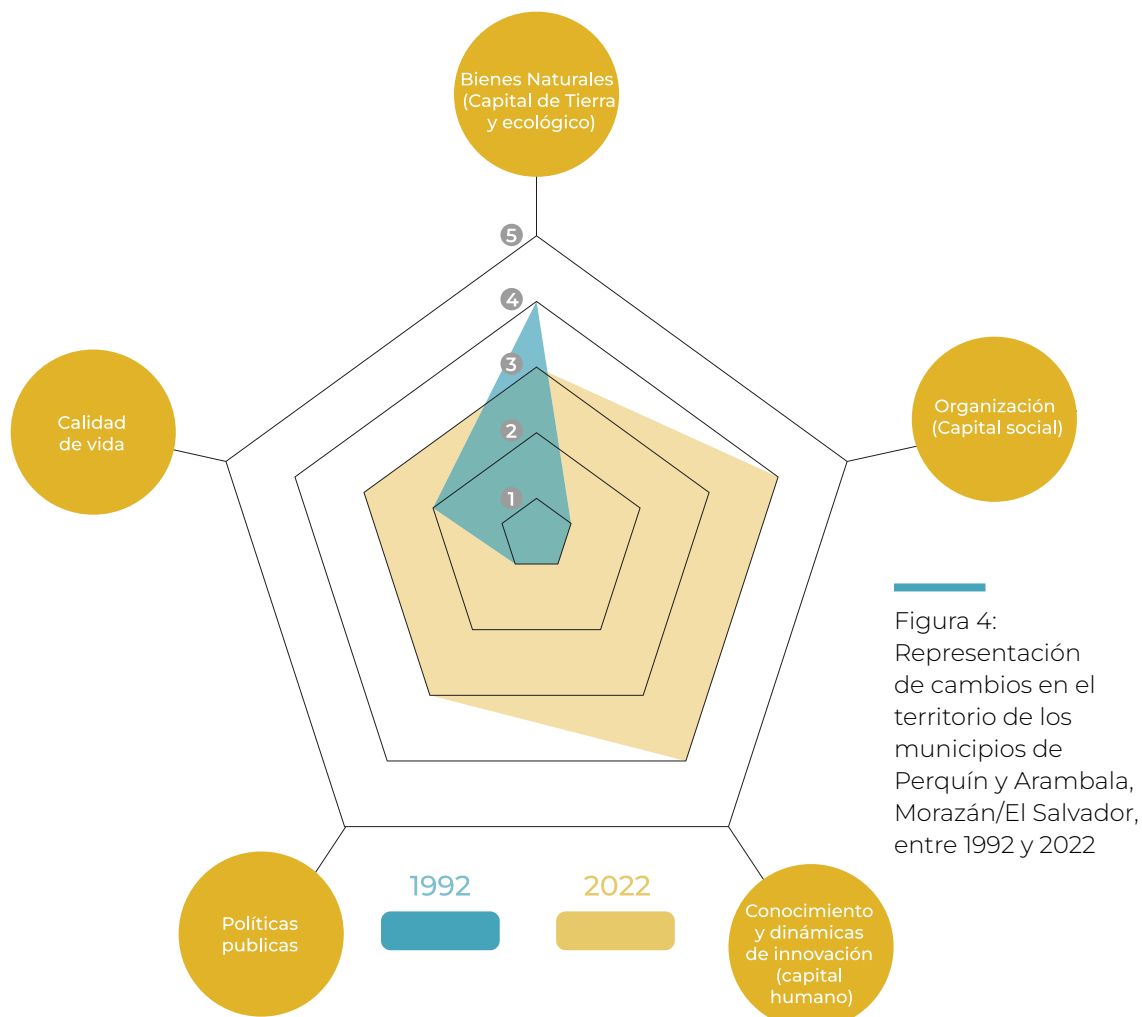 Bienes Naturales
(Capital de Tierra
y ecológico)
5
4
3
2
1
Calidad
de vida
Organización
(Capital social)
Figura 4:
Representación
de cambios en el
territorio de los
municipios de
Perquín y Arambala,
Morazán/El Salvador,
entre 1992 y 2022
Políticas
publicas
1992
2022
Conocimiento
y dinámicas
de innovación
(capital
humano)